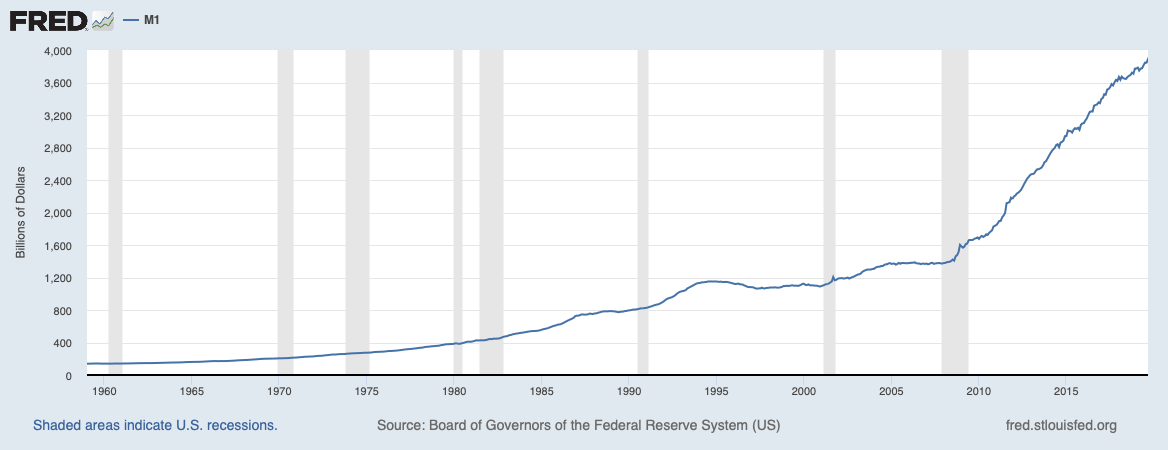 FRED
M1
4,000
3,600
3,200
2,800
2,400
2,000
1,600
1,200
800
400
0
Billions of Dollars
1960 1965 1970 1975 1980 1985 1990 1995 2000 2005 2010 2015
Shaded areas indicate U.S. recessions. Source: Board of Governors of the Federal Reserve System (US) fred.stlouisfed.org